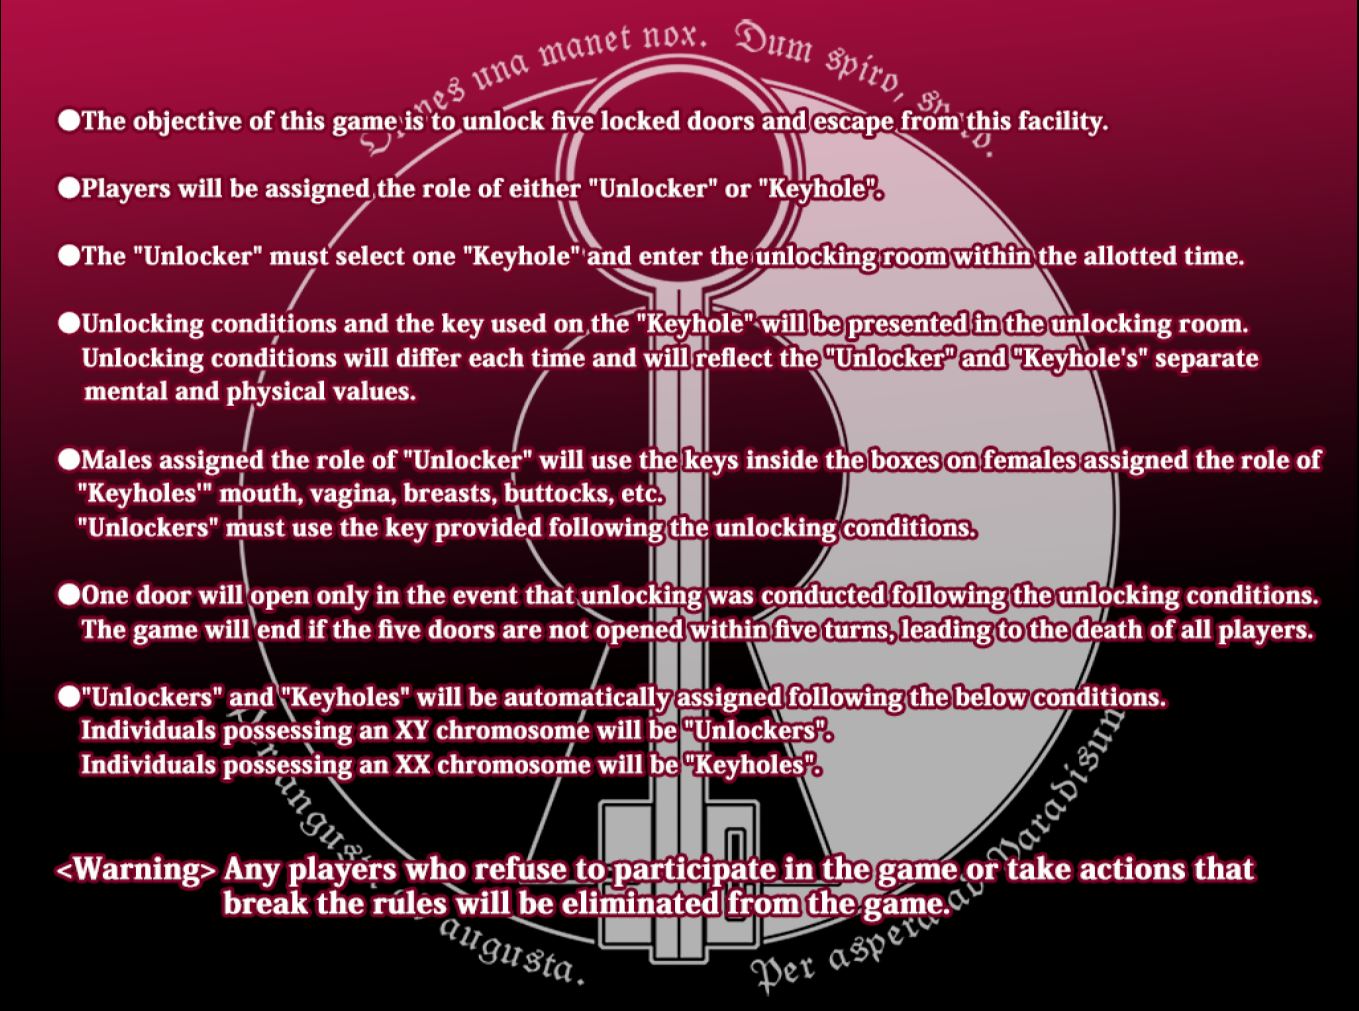 Omnes una manet nox. Dum spiro, spero.
●The objective of this game is to unlock five locked doors and escape from this facility.
●Players will be assigned the role of either "Unlocker" or "Keyhole".
●The "Unlocker" must select one "Keyhole" and enter the unlocking room within the allotted time.
●Unlocking conditions and the key used on the "Keyhole" will be presented in the unlocking room.
Unlocking conditions will differ each time and will reflect the "Unlocker" and "Keyhole's" separate
mental and physical values.
●Males assigned the role of "Unlocker" will use the keys inside the boxes on females assigned the role of
"Keyholes'" mouth, vagina, breasts, buttocks, etc.
"Unlockers" must use the key provided following the unlocking conditions.
●One door will open only in the event that unlocking was conducted following the unlocking conditions.
The game will end if the five doors are not opened within five turns, leading to the death of all players.
●"Unlockers" and "Keyholes" will be automatically assigned following the below conditions.
Individuals possessing an XY chromosome will be "Unlockers".
Individuals possessing an XX chromosome will be "Keyholes".
<Warning> Any players who refuse to participate in the game or take actions that
break the rules will be eliminated from the game.
augusta.
Per aspera ad Paradisum